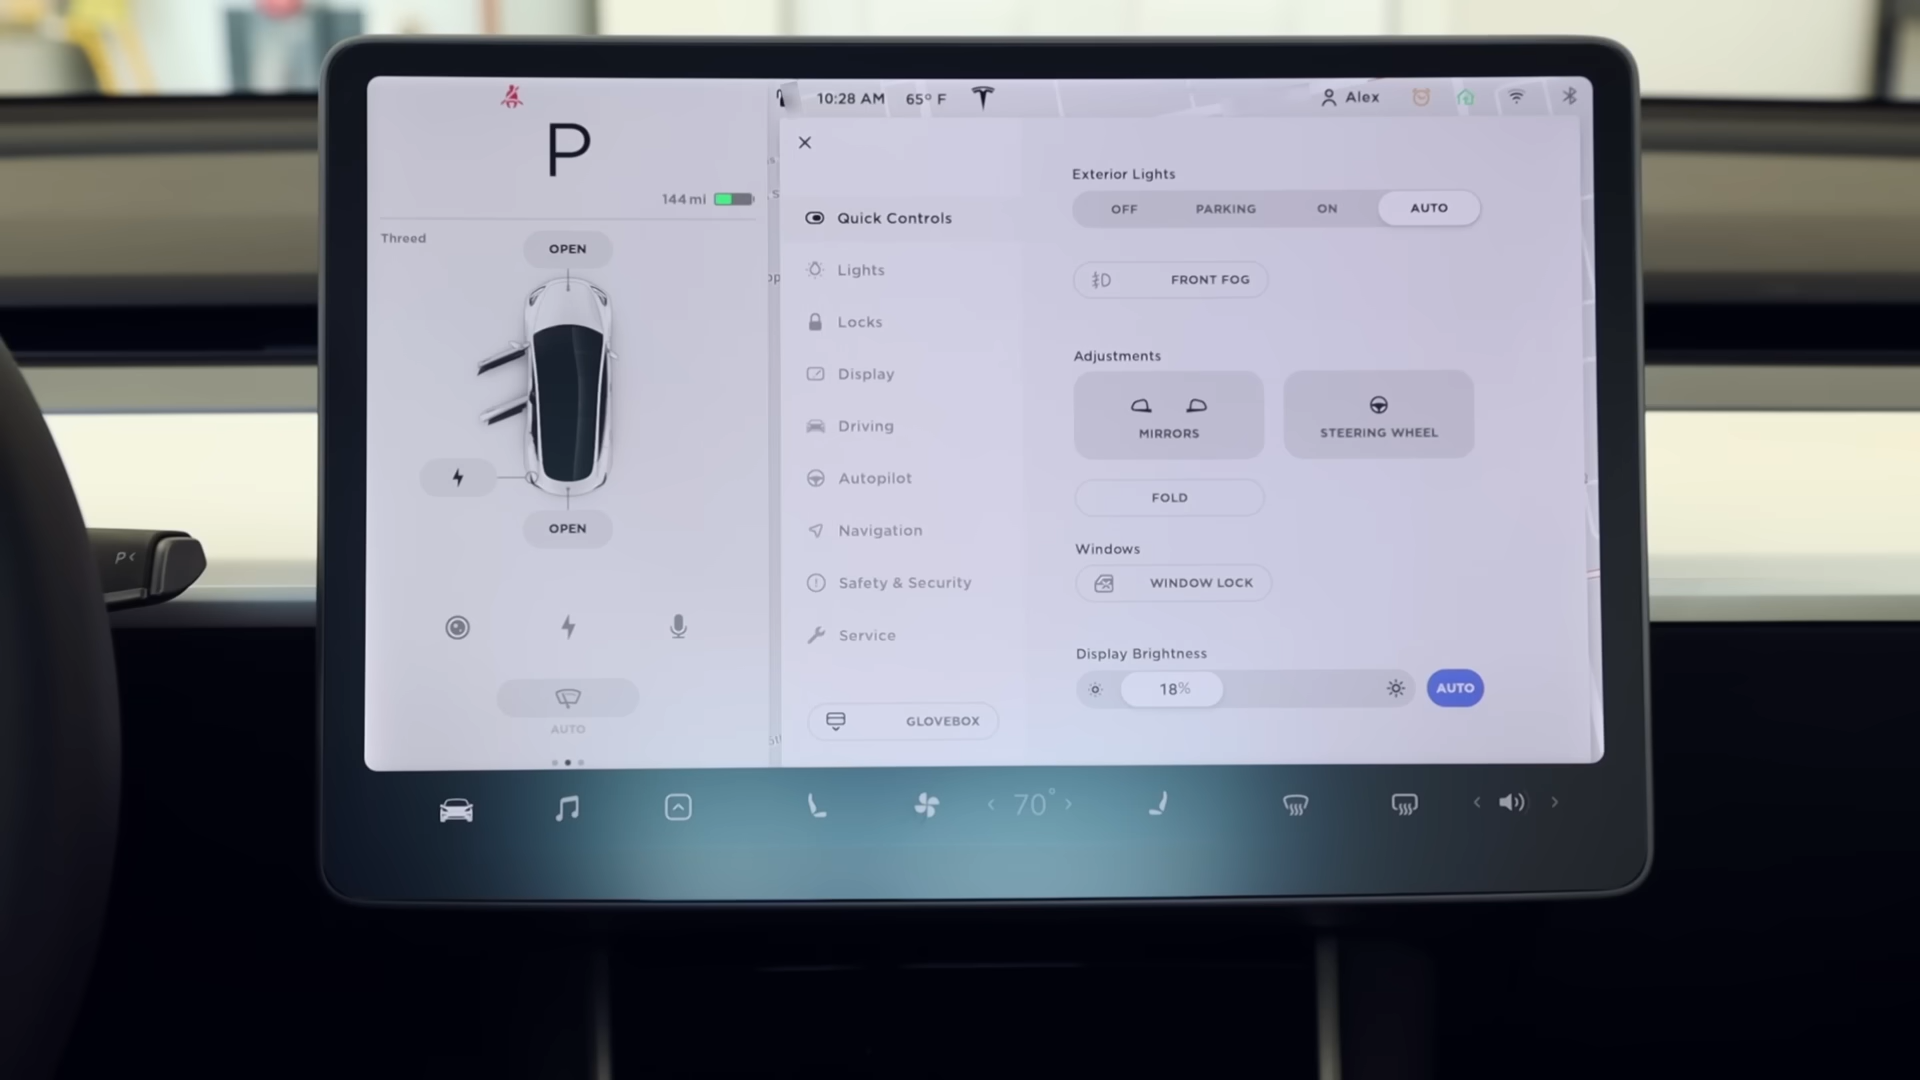 10:28 AM 65° F
Alex
P
144 mi
Threed
OPEN
OPEN
AUTO
Quick Controls
Lights
Locks
Display
Driving
Autopilot
Navigation
Safety & Security
Service
GLOVEBOX
Exterior Lights
OFF PARKING ON AUTO
FRONT FOG
Adjustments
MIRRORS STEERING WHEEL
FOLD
Windows
WINDOW LOCK
Display Brightness
18% AUTO
< 70° > < >
P<